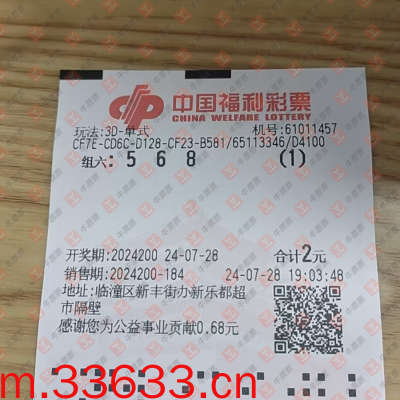 中国福利彩票
CHINA WELFARE LOTTERY
玩法:3D-单式 机号:61011457
CF7E-CD6C-D128-CF23-B581/65113346/D4100
组六: 5 6 8 (1)
开奖期:2024200 24-07-28 合计2元
销售期:2024200-184 24-07-28 19:03:48
地址:临潼区新丰街办新乐都超
市隔壁
感谢您为公益事业贡献0.68元
m.33633.cn